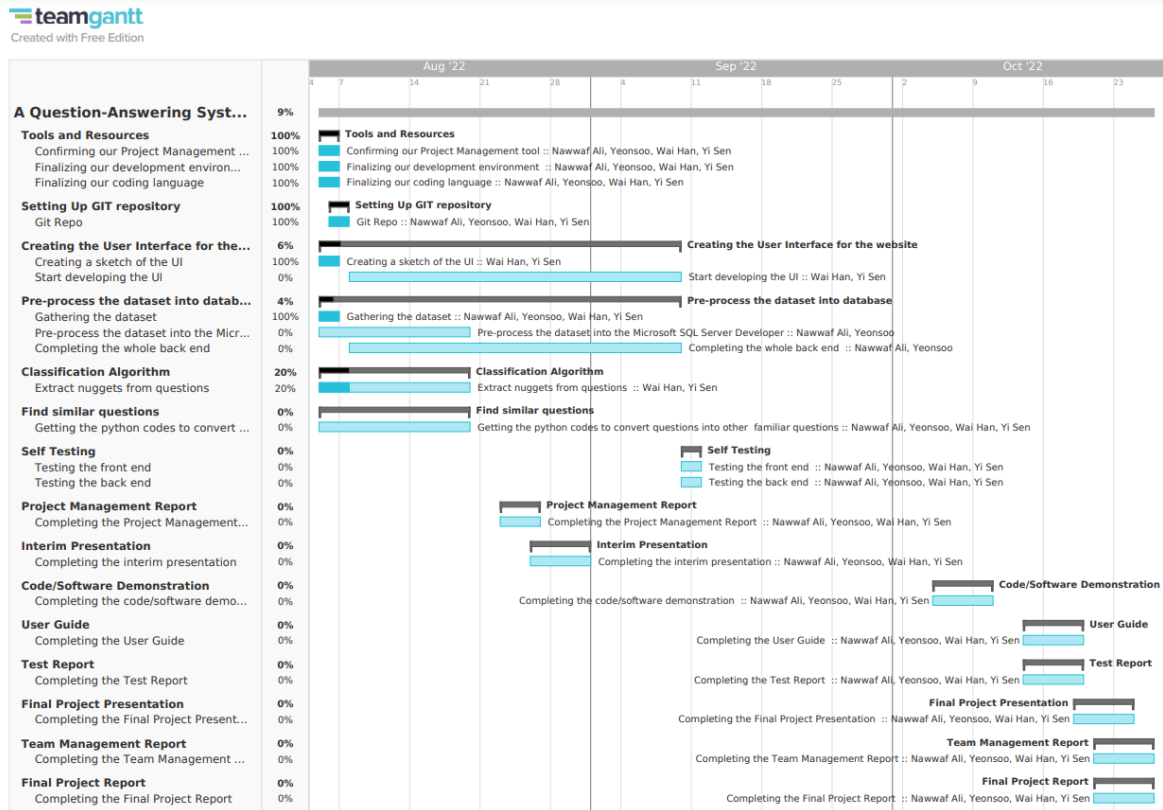 teamgantt
Created with Free Edition
Aug '22 Sep '22 Oct '22
4 7 14 21 28 4 11 18 25 2 9 16 23
A Question-Answering Syst... 9%
Tools and Resources 100% Tools and Resources
Confirming our Project Management ... 100% Confirming our Project Management tool :: Nawwaf Ali, Yeonsoo, Wai Han, Yi Sen
Finalizing our development environ... 100% Finalizing our development environment :: Nawwaf Ali, Yeonsoo, Wai Han, Yi Sen
Finalizing our coding language 100% Finalizing our coding language :: Nawwaf Ali, Yeonsoo, Wai Han, Yi Sen
Setting Up GIT repository 100% Setting Up GIT repository
Git Repo 100% Git Repo :: Nawwaf Ali, Yeonsoo, Wai Han, Yi Sen
Creating the User Interface for the... 6% Creating the User Interface for the website
Creating a sketch of the UI 100% Creating a sketch of the UI :: Wai Han, Yi Sen
Start developing the UI 0% Start developing the UI :: Wai Han, Yi Sen
Pre-process the dataset into datab... 4% Pre-process the dataset into database
Gathering the dataset 100% Gathering the dataset :: Nawwaf Ali, Yeonsoo, Wai Han, Yi Sen
Pre-process the dataset into the Micr... 0% Pre-process the dataset into the Microsoft SQL Server Developer :: Nawwaf Ali, Yeonsoo
Completing the whole back end 0% Completing the whole back end :: Nawwaf Ali, Yeonsoo
Classification Algorithm 20% Classification Algorithm
Extract nuggets from questions 20% Extract nuggets from questions :: Wai Han, Yi Sen
Find similar questions 0% Find similar questions
Getting the python codes to convert ... 0% Getting the python codes to convert questions into other familiar questions :: Nawwaf Ali, Yeonsoo, Wai Han, Yi Sen
Self Testing 0% Self Testing
Testing the front end 0% Testing the front end :: Nawwaf Ali, Yeonsoo, Wai Han, Yi Sen
Testing the back end 0% Testing the back end :: Nawwaf Ali, Yeonsoo, Wai Han, Yi Sen
Project Management Report 0% Project Management Report
Completing the Project Management... 0% Completing the Project Management Report :: Nawwaf Ali, Yeonsoo, Wai Han, Yi Sen
Interim Presentation 0% Interim Presentation
Completing the interim presentation 0% Completing the interim presentation :: Nawwaf Ali, Yeonsoo, Wai Han, Yi Sen
Code/Software Demonstration 0% Code/Software Demonstration
Completing the code/software demo... 0% Completing the code/software demonstration :: Nawwaf Ali, Yeonsoo, Wai Han, Yi Sen
User Guide 0% User Guide
Completing the User Guide 0% Completing the User Guide :: Nawwaf Ali, Yeonsoo, Wai Han, Yi Sen
Test Report 0% Test Report
Completing the Test Report 0% Completing the Test Report :: Nawwaf Ali, Yeonsoo, Wai Han, Yi Sen
Final Project Presentation 0% Final Project Presentation
Completing the Final Project Present... 0% Completing the Final Project Presentation :: Nawwaf Ali, Yeonsoo, Wai Han, Yi Sen
Team Management Report 0% Team Management Report
Completing the Team Management ... 0% Completing the Team Management Report :: Nawwaf Ali, Yeonsoo, Wai Han, Yi Sen
Final Project Report 0% Final Project Report
Completing the Final Project Report 0% Completing the Final Project Report :: Nawwaf Ali, Yeonsoo, Wai Han, Yi Sen